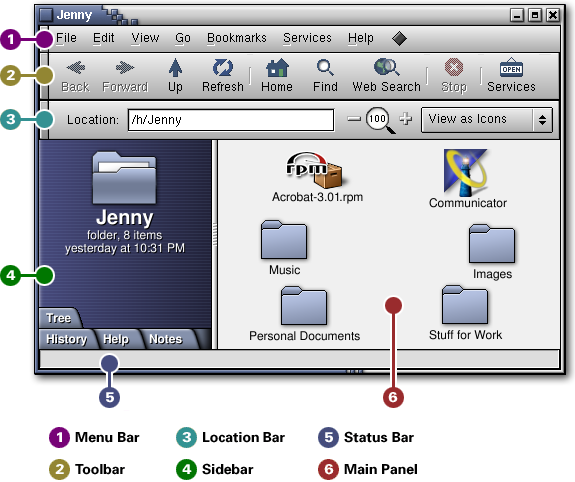 Jenny
1 File Edit View Go Bookmarks Services Help
2 Back Forward Up Refresh Home Find Web Search Stop OPEN Services
3 Location: /h/Jenny 100 View as Icons
rpm
Acrobat-3.01.rpm Communicator
Jenny
folder, 8 items
yesterday at 10:31 PM
Music Images
4
Tree
History Help Notes
Personal Documents Stuff for Work
5 6
1 Menu Bar 3 Location Bar 5 Status Bar
2 Toolbar 4 Sidebar 6 Main Panel